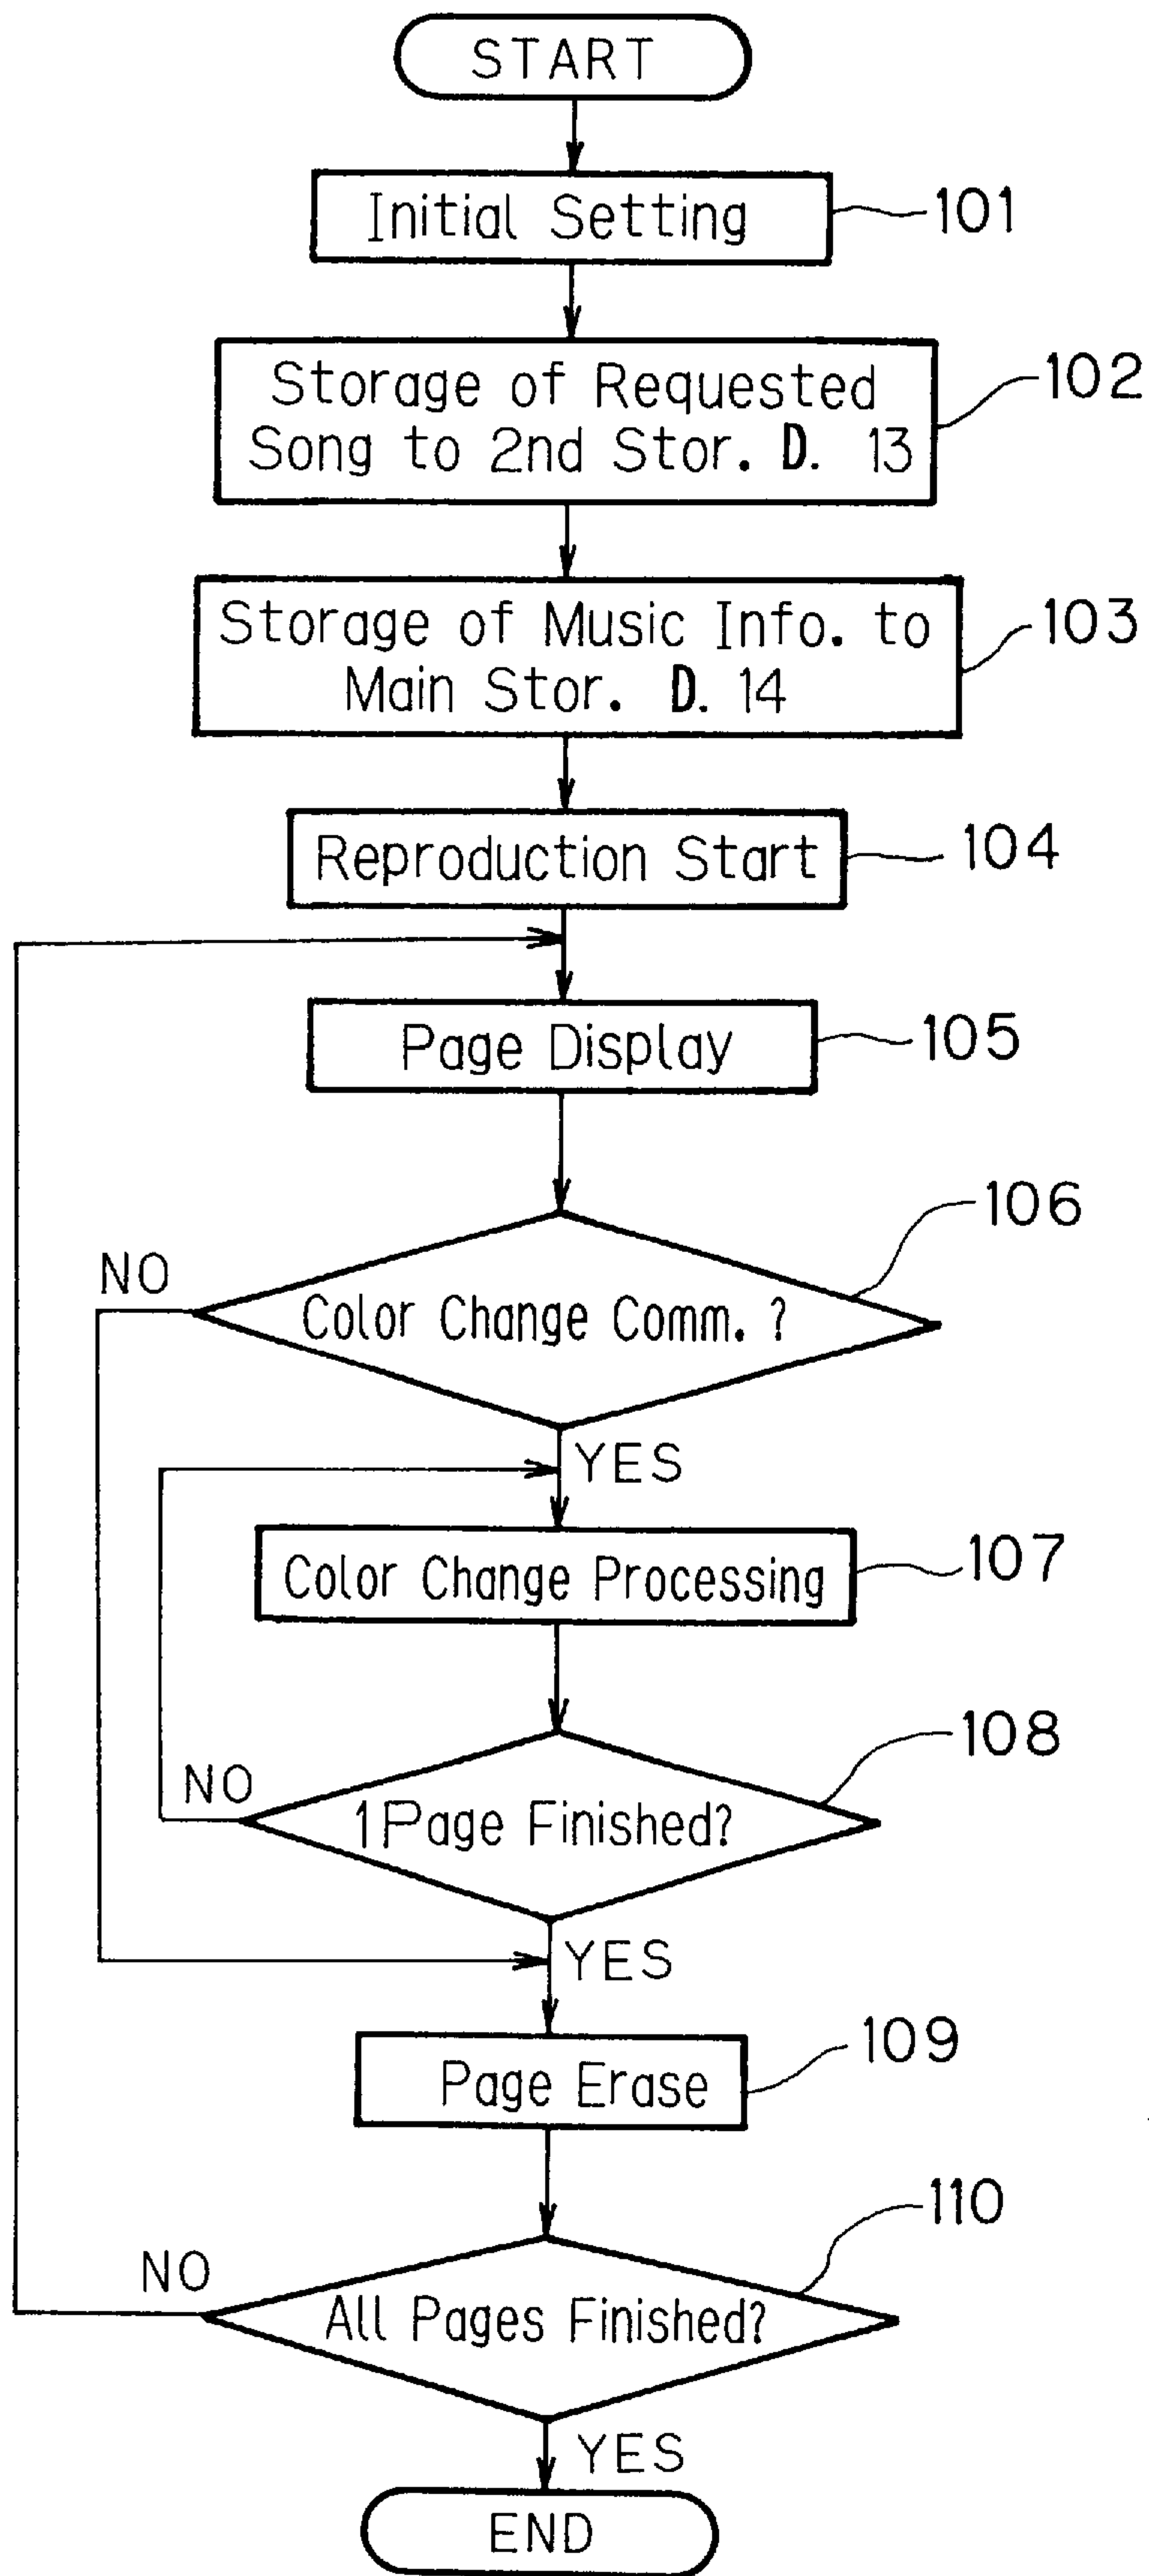 START
Initial Setting
101
Storage of Requested
Song to 2nd Stor. D. 13
102
Storage of Music Info. to
Main Stor. D. 14
103
Reproduction Start
104
Page Display
105
106
NO
Color Change Comm. ?
YES
Color Change Processing
107
108
NO
1 Page Finished?
YES
Page Erase
109
110
NO
All Pages Finished?
YES
END